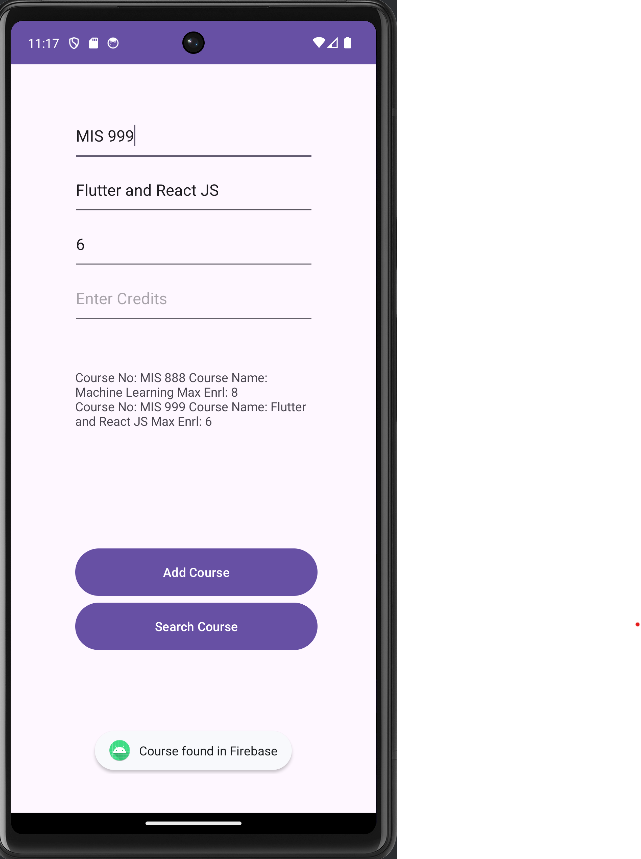 11:17
MIS 999
Flutter and React JS
6
Enter Credits
Course No: MIS 888 Course Name:
Machine Learning Max Enrl: 8
Course No: MIS 999 Course Name: Flutter
and React JS Max Enrl: 6
Add Course
Search Course
Course found in Firebase